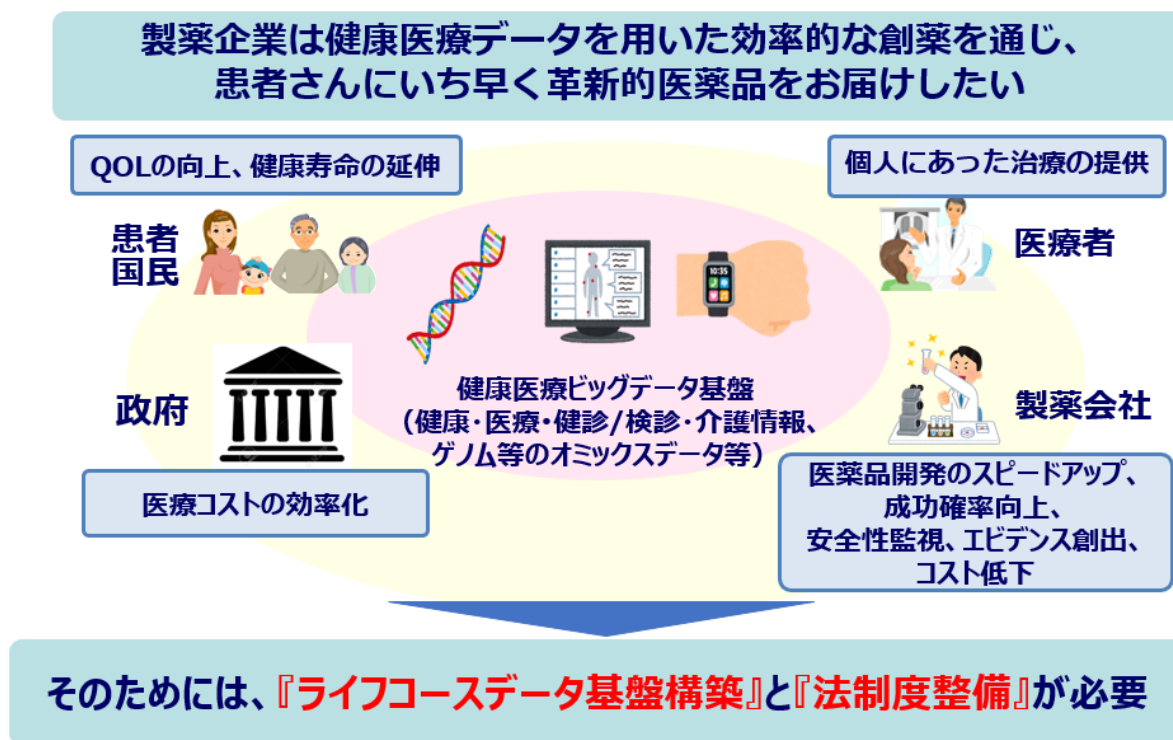 製薬企業は健康医療データを用いた効率的な創薬を通じ、
患者さんにいち早く革新的医薬品をお届けしたい
QOLの向上、健康寿命の延伸
個人にあった治療の提供
患者
国民
医療者
10:35
政府
健康医療ビッグデータ基盤
（健康・医療・健診/検診・介護情報、
ゲノム等のオミックスデータ等）
製薬会社
医療コストの効率化
医薬品開発のスピードアップ、
成功確率向上、
安全性監視、エビデンス創出、
コスト低下
そのためには、『ライフコースデータ基盤構築』と『法制度整備』が必要